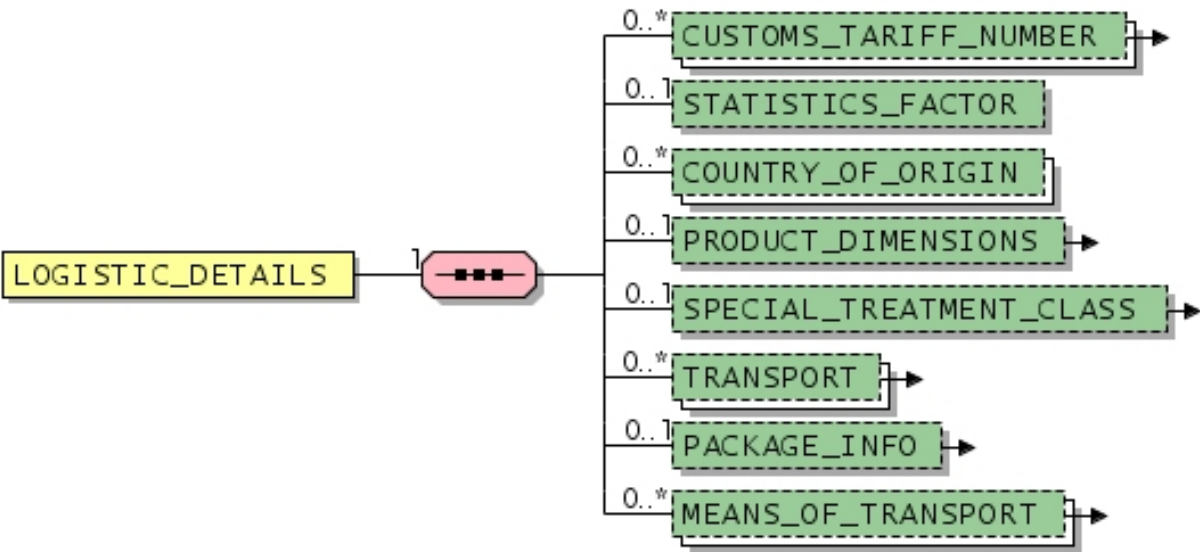 0..*
CUSTOMS_TARIFF_NUMBER
0..1
STATISTICS_FACTOR
0..*
COUNTRY_OF_ORIGIN
0..1
PRODUCT_DIMENSIONS
LOGISTIC_DETAILS
1
0..1
SPECIAL_TREATMENT_CLASS
0..*
TRANSPORT
0..1
PACKAGE_INFO
0..*
MEANS_OF_TRANSPORT